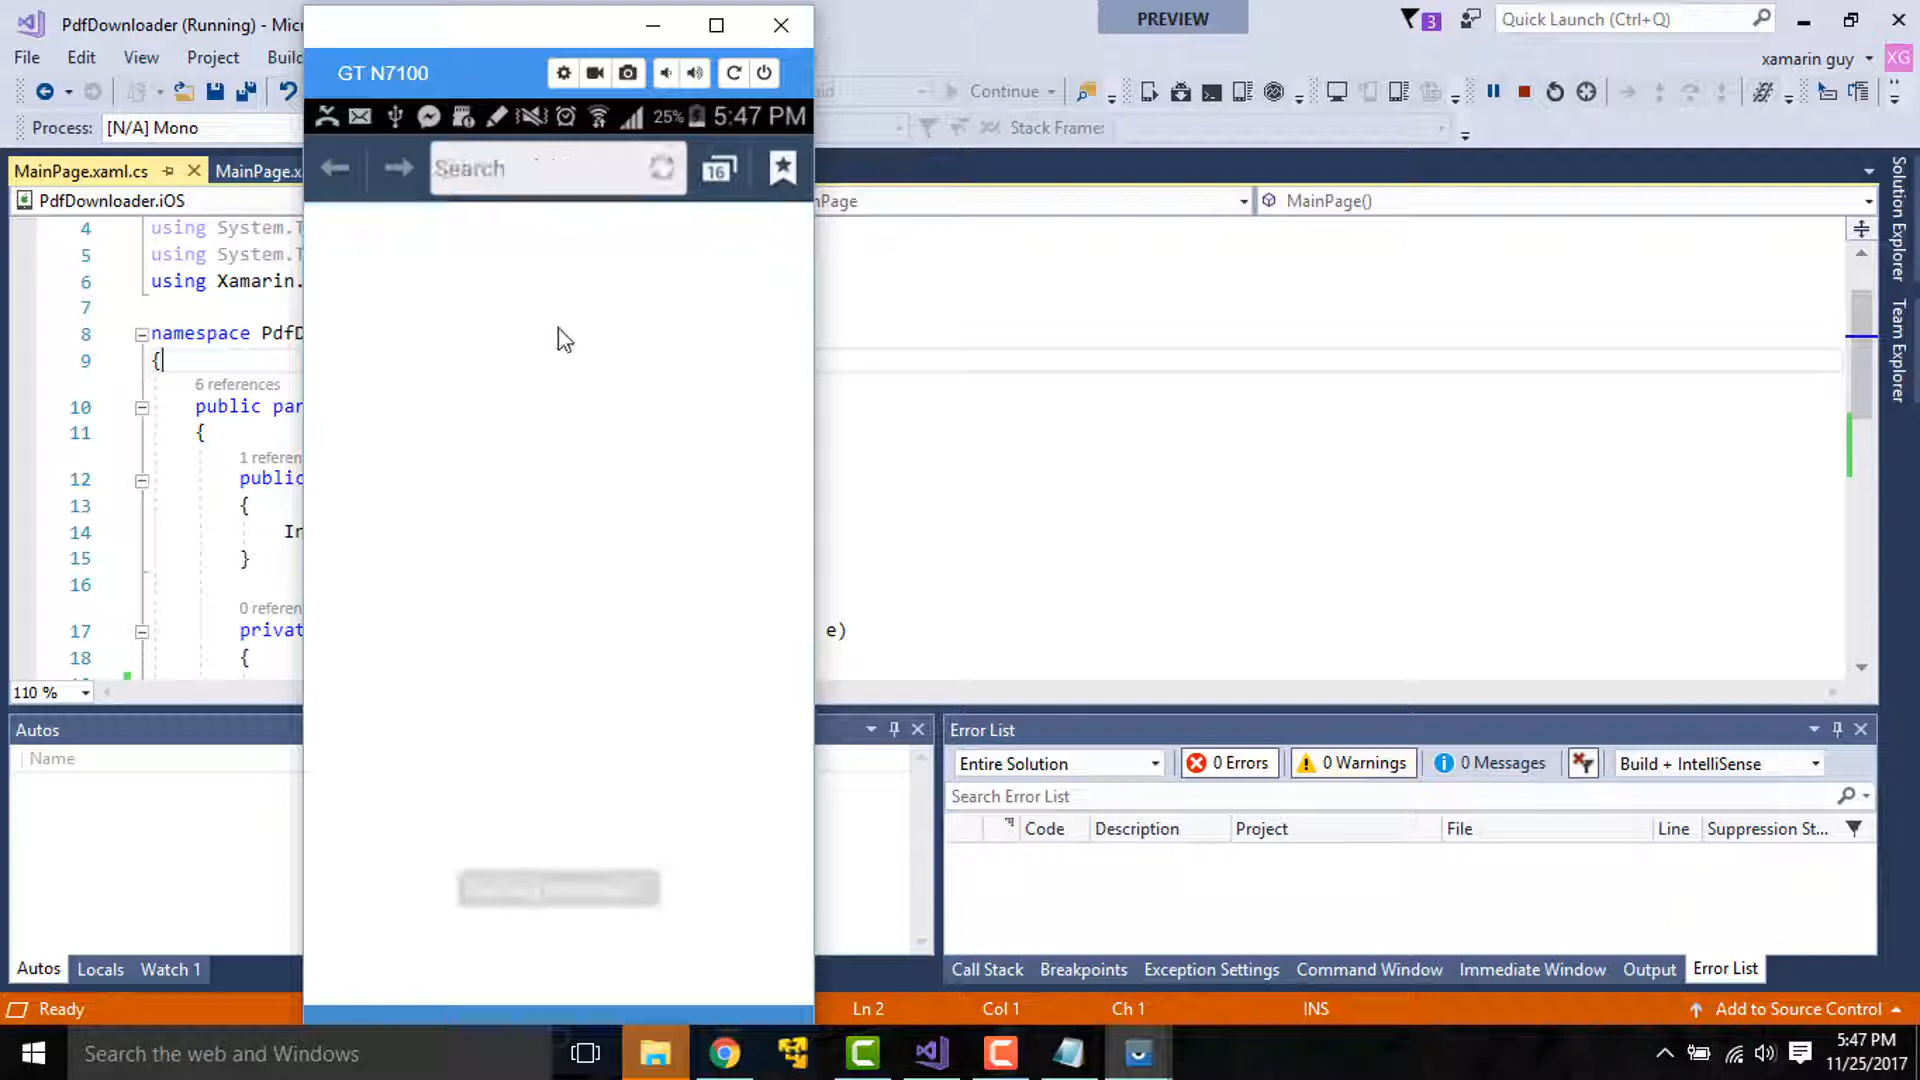 PdfDownloader (Running) - Micr
PREVIEW
3
Quick Launch (Ctrl+Q)
File Edit View Project Build
xamarin guy XG
GT N7100
Continue
Process: [N/A] Mono
Stack Frame:
25% 5:47 PM
Search
16
MainPage.xaml.cs MainPage.x
PdfDownloader.iOS
MainPage()
4 using System.T
5 using System.T
6 using Xamarin.
7
8 namespace PdfD
9 {
6 references
10 public par
11 {
1 referen
12 public
13 {
14 In
15 }
16
0 referen
17 privat e)
18 {
110 %
Solution Explorer
Team Explorer
Autos
Name
Autos Locals Watch 1
Error List
Entire Solution 0 Errors 0 Warnings 0 Messages Build + IntelliSense
Search Error List
Code Description Project File Line Suppression St...
Call Stack Breakpoints Exception Settings Command Window Immediate Window Output Error List
Ready Ln 2 Col 1 Ch 1 INS Add to Source Control
Search the web and Windows
5:47 PM
11/25/2017